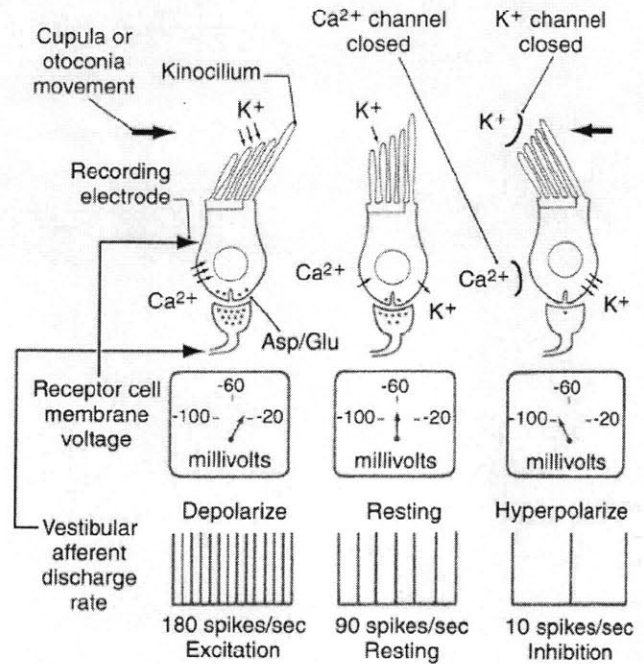 Cupula or
otoconia
movement
Kinocilium
Ca2+ channel
closed
K+ channel
closed
K+
K+
K+
Recording
electrode
Ca2+
Ca2+
Ca2+
K+
K+
Asp/Glu
Receptor cell
membrane
voltage
-60
-100
-20
millivolts
-60
-100
-20
millivolts
-60
-100
-20
millivolts
Vestibular
afferent
discharge
rate
Depolarize
Resting
Hyperpolarize
180 spikes/sec
Excitation
90 spikes/sec
Resting
10 spikes/sec
Inhibition